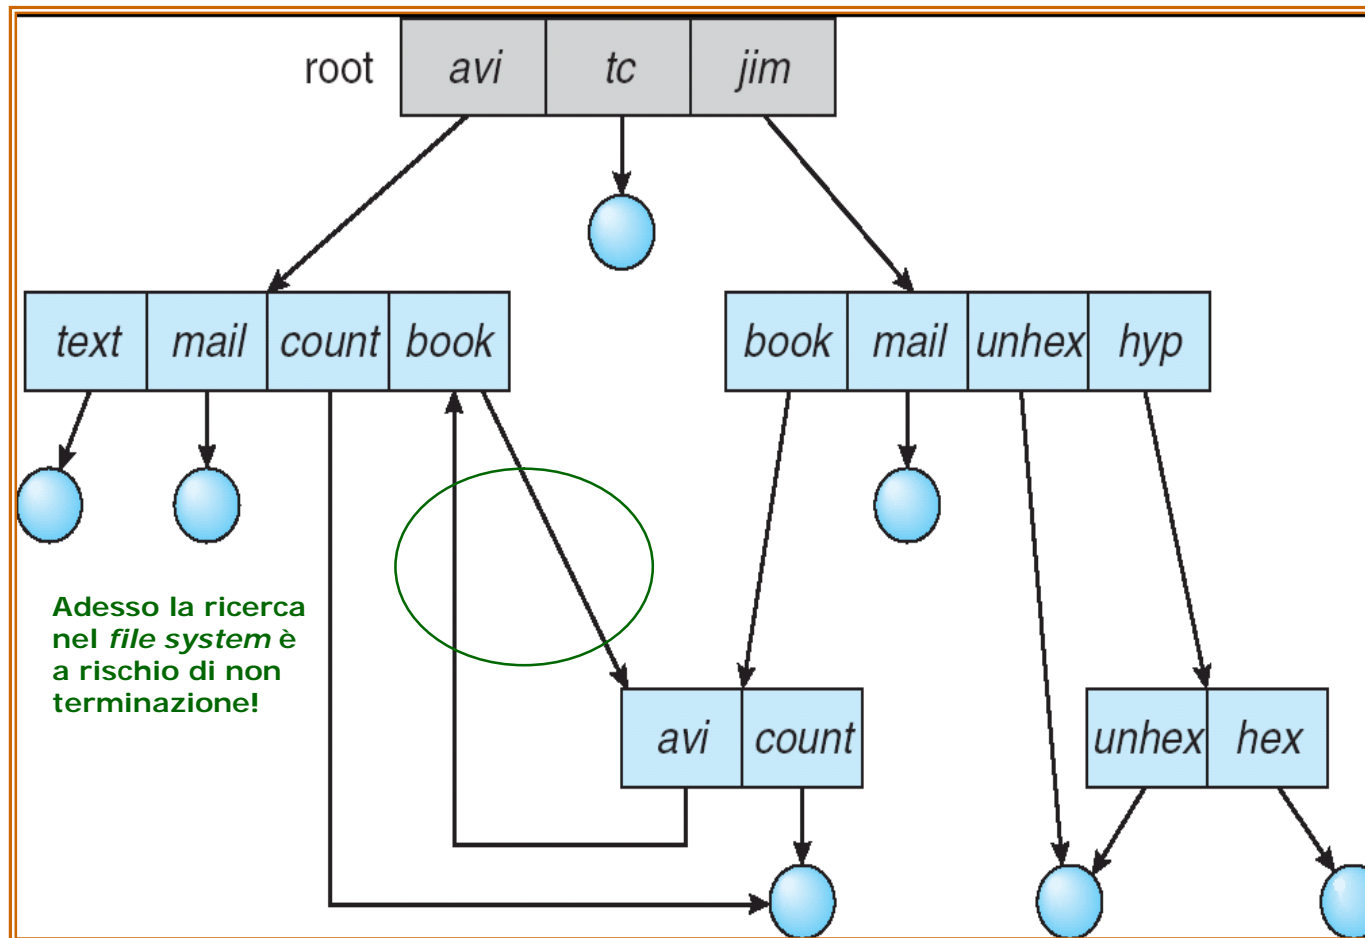 root avi tc jim
text mail count book
book mail unhex hyp
Adesso la ricerca
nel file system è
a rischio di non
terminazione!
avi count
unhex hex